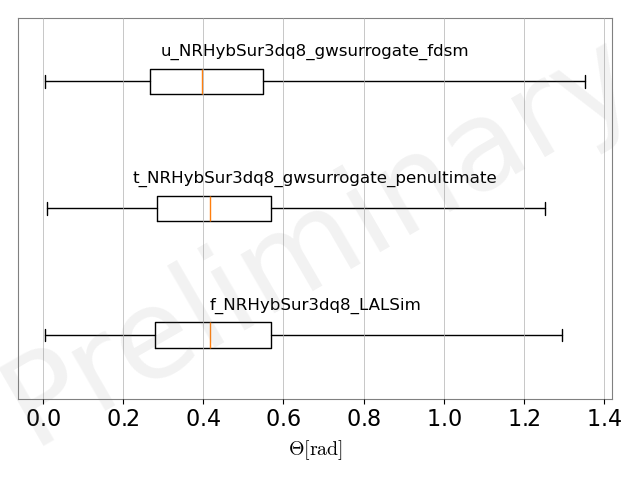 u_NRHybSur3dq8_gwsurrogate_fdsm
t_NRHybSur3dq8_gwsurrogate_penultimate
f_NRHybSur3dq8_LALSim
Preliminary
0.0 0.2 0.4 0.6 0.8 1.0 1.2 1.4
Θ[rad]